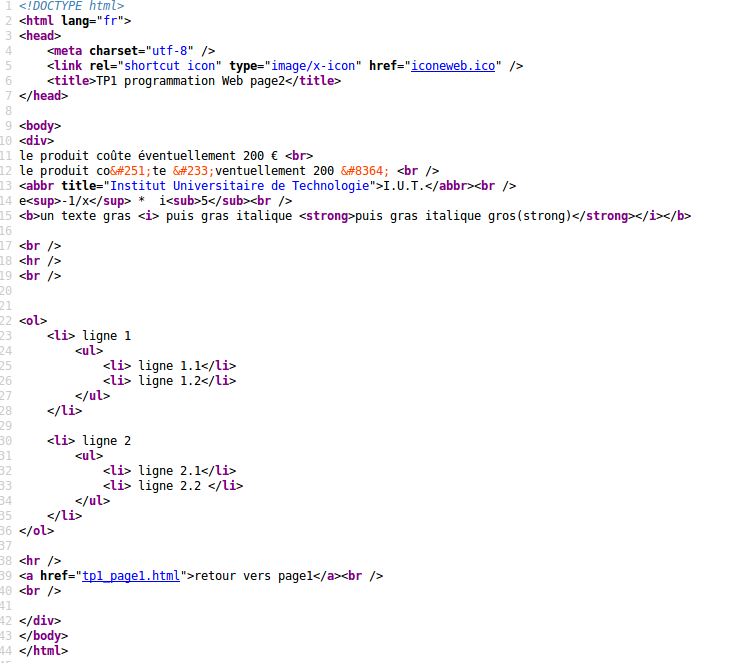 1 <!DOCTYPE html>
2 <html lang="fr">
3 <head>
4     <meta charset="utf-8" />
5     <link rel="shortcut icon" type="image/x-icon" href="iconeweb.ico" />
6     <title>TP1 programmation Web page2</title>
7 </head>
8
9 <body>
10 <div>
11 le produit coûte éventuellement 200 € <br>
12 le produit co&#251;te &#233;ventuellement 200 &#8364; <br />
13 <abbr title="Institut Universitaire de Technologie">I.U.T.</abbr><br />
14 e<sup>-1/x</sup> *  i<sub>5</sub><br />
15 <b>un texte gras <i> puis gras italique <strong>puis gras italique gros(strong)</strong></i></b>
16
17 <br />
18 <hr />
19 <br />
20
21
22 <ol>
23     <li> ligne 1
24         <ul>
25             <li> ligne 1.1</li>
26             <li> ligne 1.2</li>
27         </ul>
28     </li>
29
30     <li> ligne 2
31         <ul>
32             <li> ligne 2.1</li>
33             <li> ligne 2.2 </li>
34         </ul>
35     </li>
36 </ol>
37
38 <hr />
39 <a href="tp1_page1.html">retour vers page1</a><br />
40 <br />
41
42 </div>
43 </body>
44 </html>